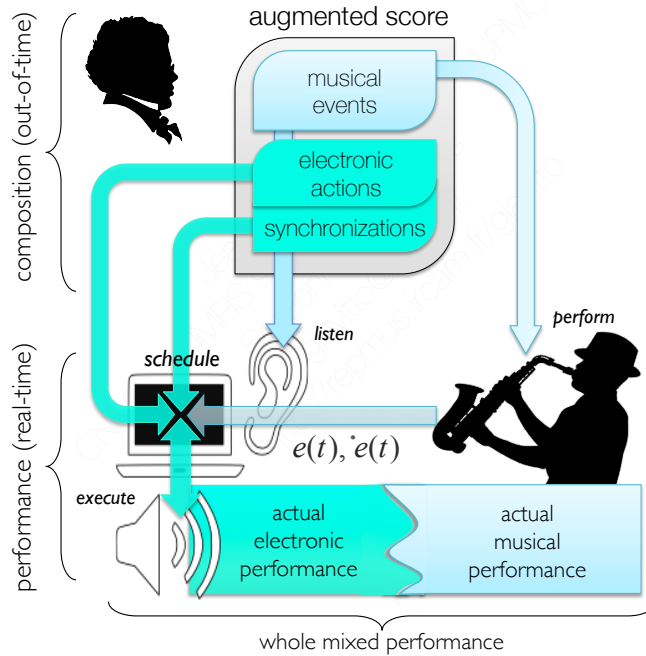 augmented score
musical
events
electronic
actions
synchronizations
composition (out-of-time)
listen
perform
schedule
performance (real-time)
e(t), ė(t)
execute
actual
electronic
performance
actual
musical
performance
whole mixed performance